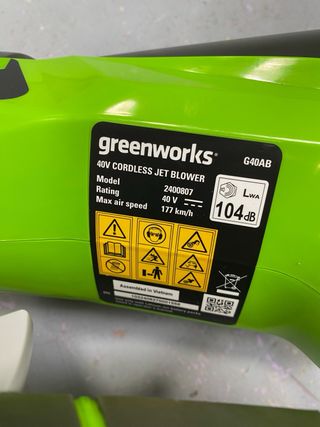 greenworks®
G40AB
40V CORDLESS JET BLOWER
Model 2400807
Rating 40 V
Max air speed 177 km/h
LWA
104dB
Assembled in Vietnam